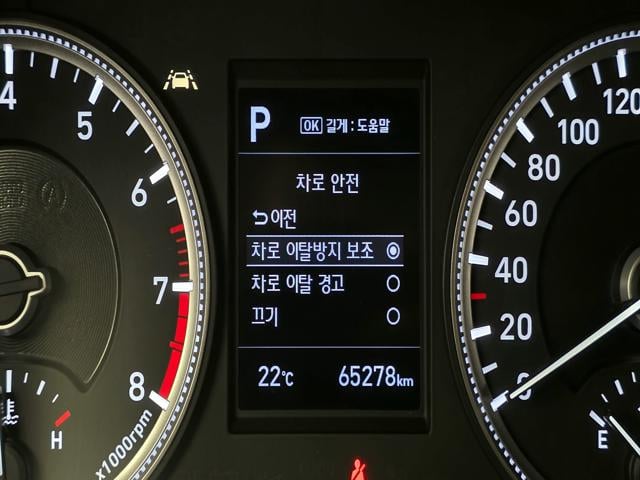 P OK 길게 : 도움말
차로 안전
이전
차로 이탈방지 보조
차로 이탈 경고
끄기
22℃ 65278km
4
5
6
7
8
x1000rpm
H
0
20
40
60
80
100
120
E